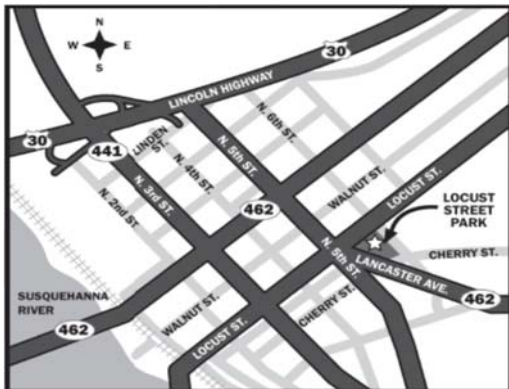 N
W E
S
30
LINCOLN HIGHWAY
30
441
LINDEN
ST.
N. 6th ST.
N. 5th ST.
N. 4th ST.
N. 3rd ST.
N. 2nd ST.
462
WALNUT ST.
LOCUST ST.
LOCUST
STREET
PARK
N. 5th ST.
CHERRY ST.
LANCASTER AVE.
462
SUSQUEHANNA
RIVER
462
WALNUT ST.
LOCUST ST.
CHERRY ST.